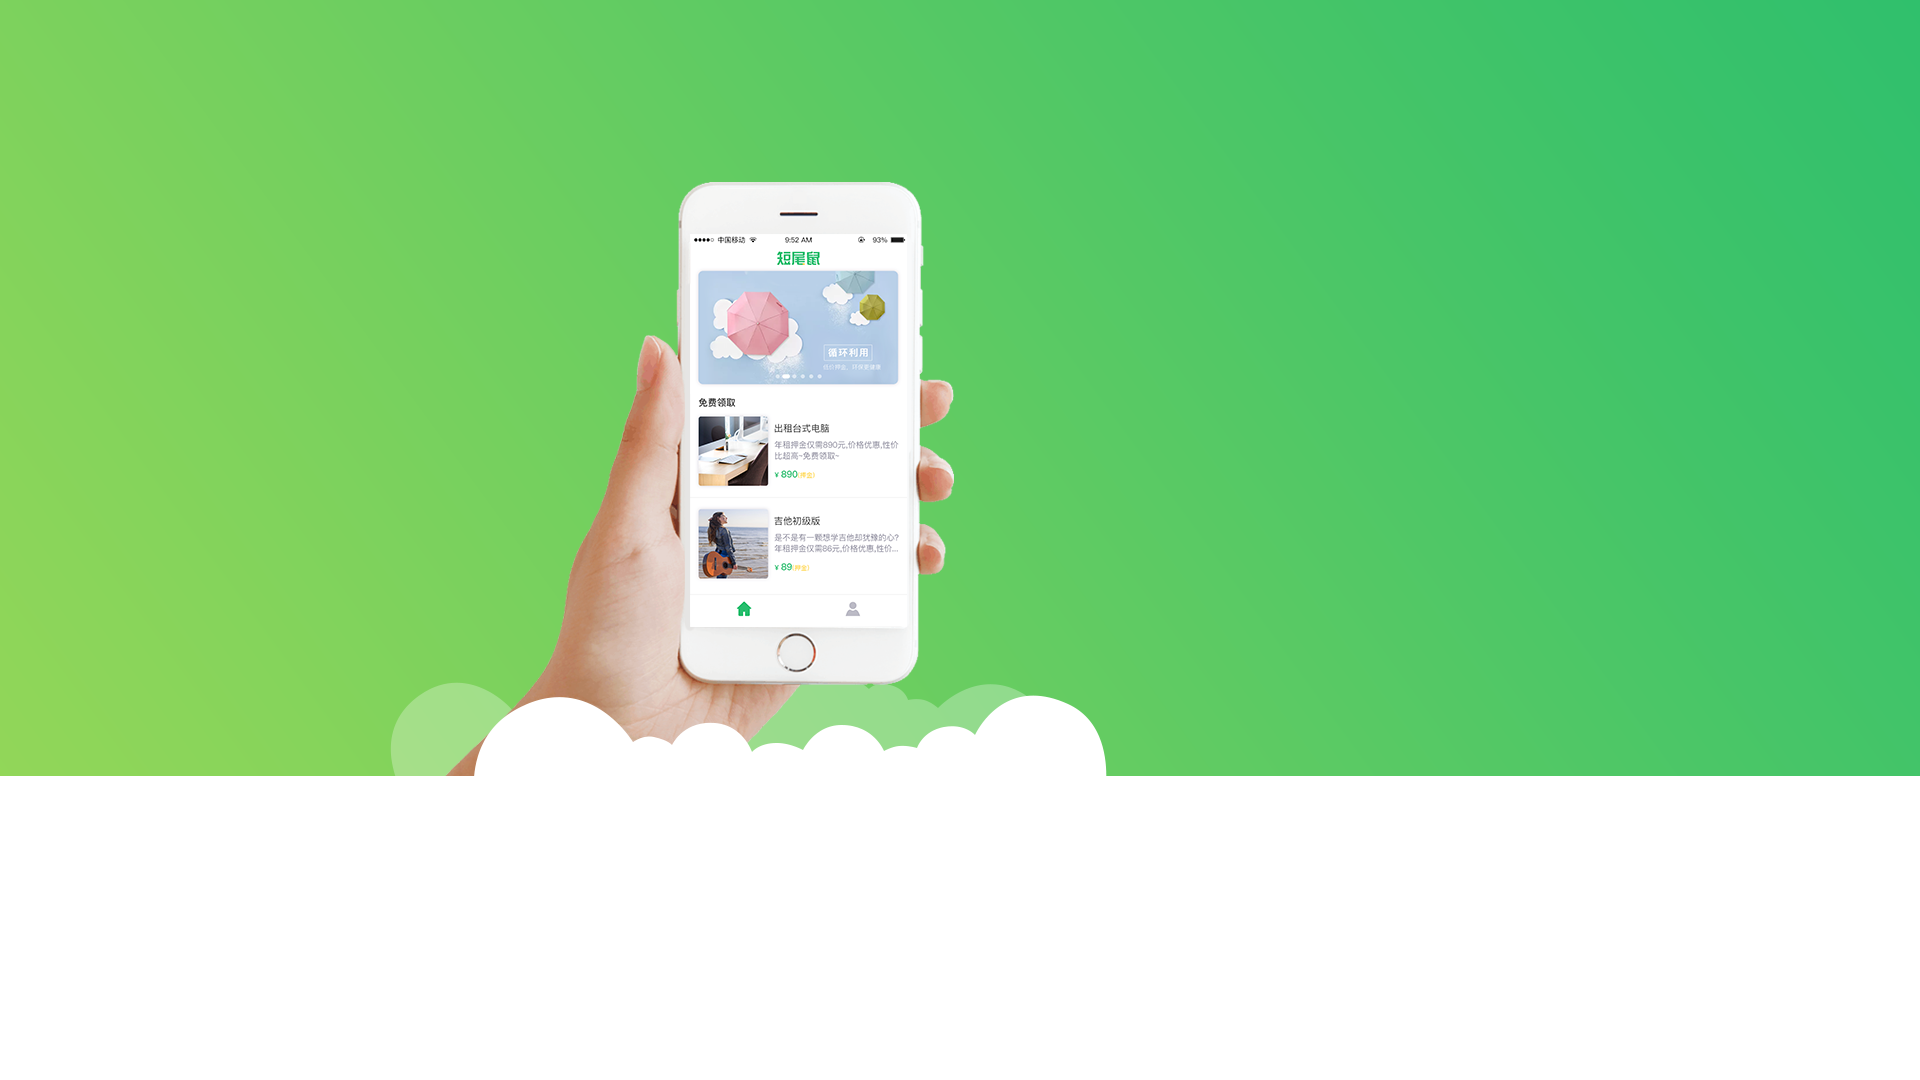 中国移动 9:52 AM 93%
短尾鼠
循环利用
免费领取
出租台式电脑
年租押金仅需890元,价格优惠,性价
比超高~免费领取~
¥ 890(押金)
吉他初级版
是不是有一颗想学吉他却犹豫的心?
年租押金仅需86元,价格优惠,性价...
¥ 89(押金)